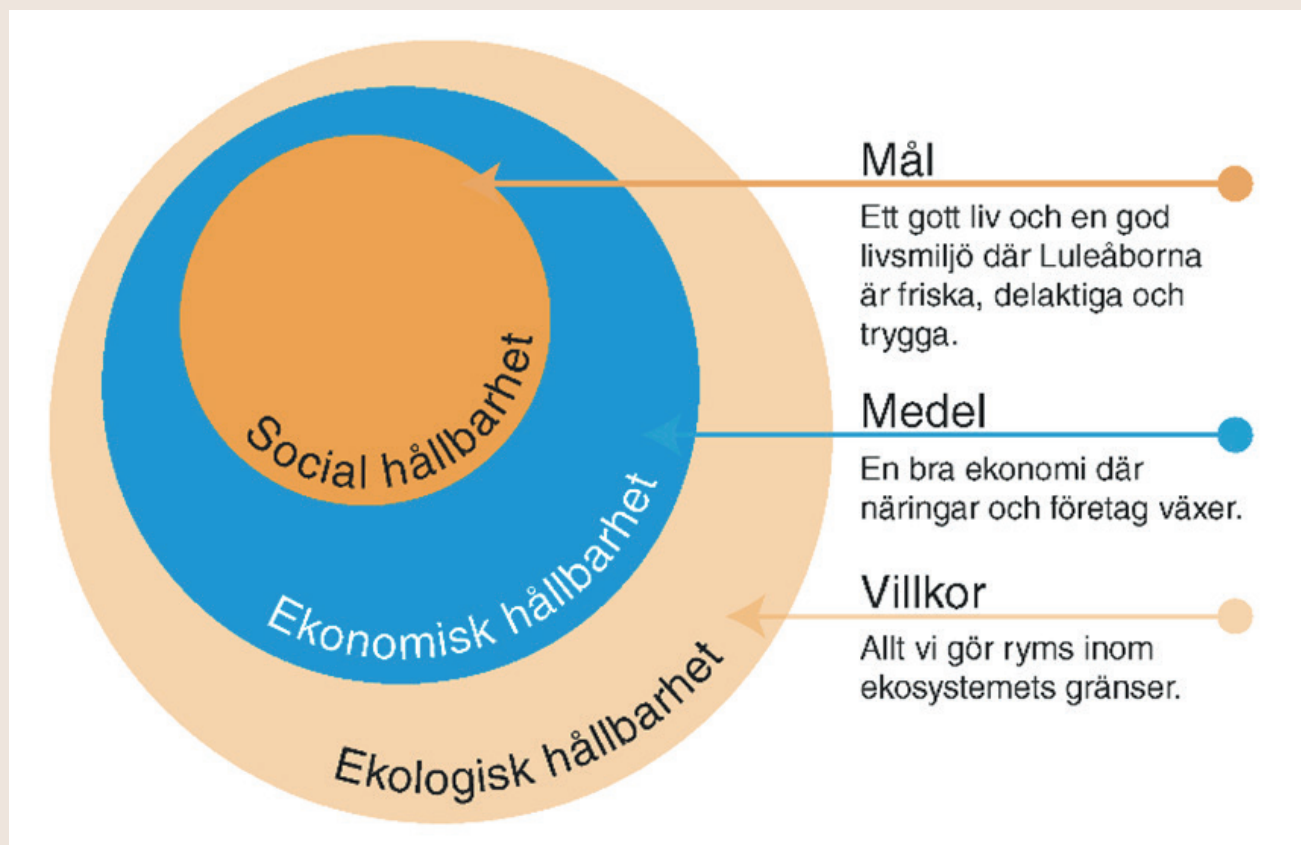 Social hållbarhet
Ekonomisk hållbarhet
Ekologisk hållbarhet
Mål
Ett gott liv och en god
livsmiljö där Luleåborna
är friska, delaktiga och
trygga.
Medel
En bra ekonomi där
näringar och företag växer.
Villkor
Allt vi gör ryms inom
ekosystemets gränser.